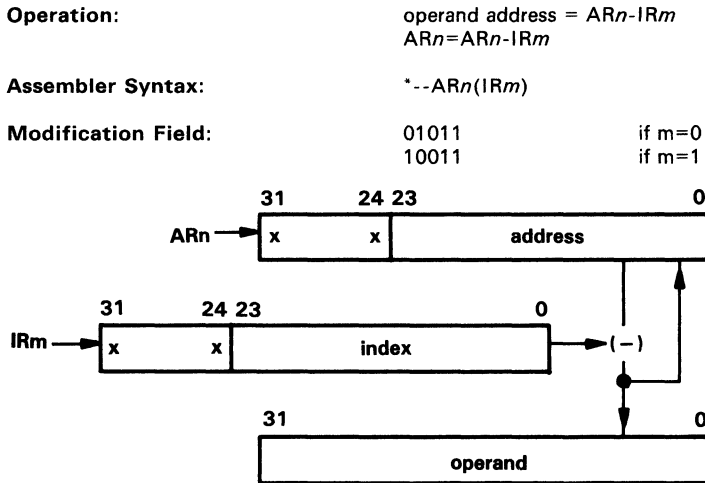 Operation: operand address = ARn-IRm
ARn=ARn-IRm
Assembler Syntax: *--ARn(IRm)
Modification Field: 01011 if m=0
10011 if m=1
31 24 23 0
ARn x x address
31 24 23 0
IRm x x index (−)
31 0
operand